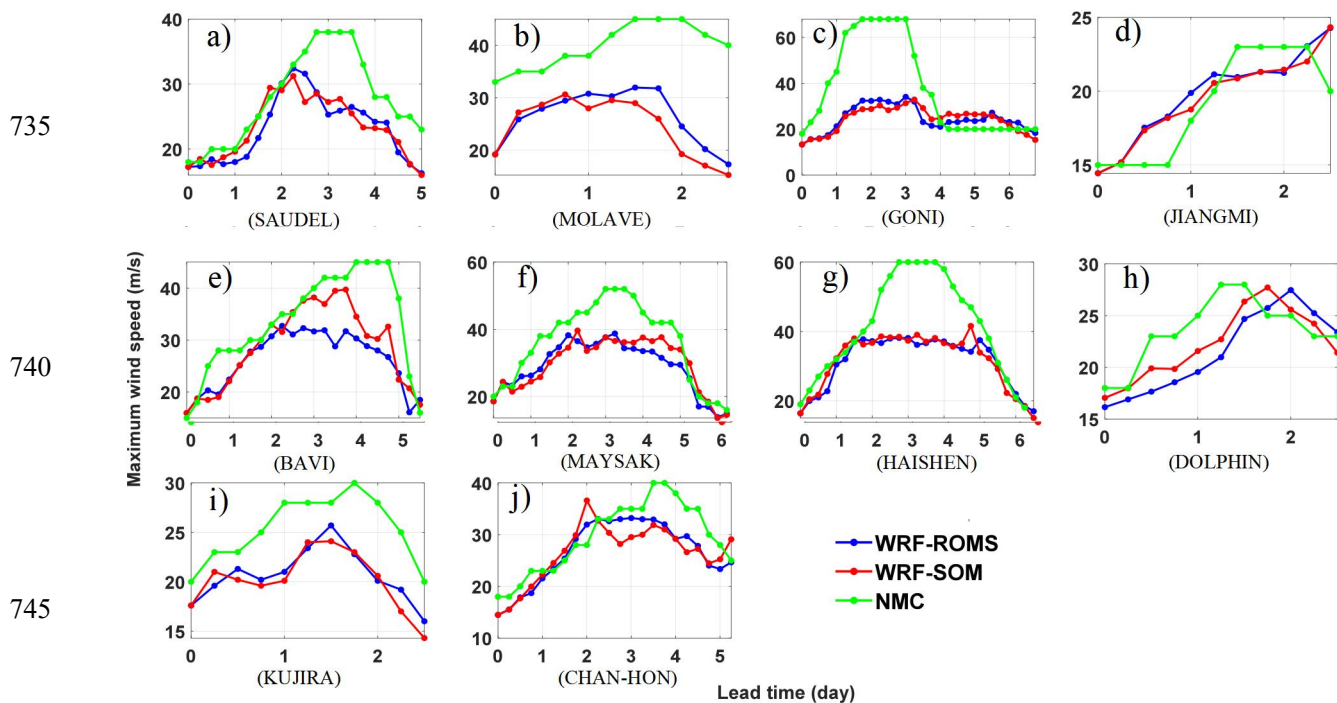 735
740
745
Maximum wind speed (m/s)
a)
40
30
20
0 1 2 3 4 5
(SAUDEL)
b)
40
30
20
0 1 2
(MOLAVE)
c)
60
40
20
0
0 1 2 3 4 5 6
(GONI)
d)
25
20
15
0 1 2
(JIANGMI)
e)
40
30
20
0 1 2 3 4 5
(BAVI)
f)
60
40
20
0 1 2 3 4 5 6
(MAYSAK)
g)
60
40
20
0 1 2 3 4 5 6
(HAISHEN)
h)
30
25
20
15
0 1 2
(DOLPHIN)
i)
30
25
20
15
0 1 2
(KUJIRA)
j)
40
30
20
10
0 1 2 3 4 5
(CHAN-HON)
WRF-ROMS
WRF-SOM
NMC
Lead time (day)